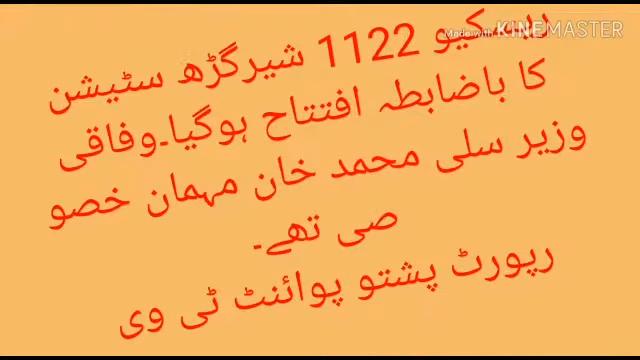 Made with KINEMASTER
ریسکیو 1122 شیرگڑھ سٹیشن
کا باضابطہ افتتاح ہوگیا۔وفاقی
وزیر سلی محمد خان مہمان خصو
صی تھے۔
رپورٹ پشتو پوائنٹ ٹی وی